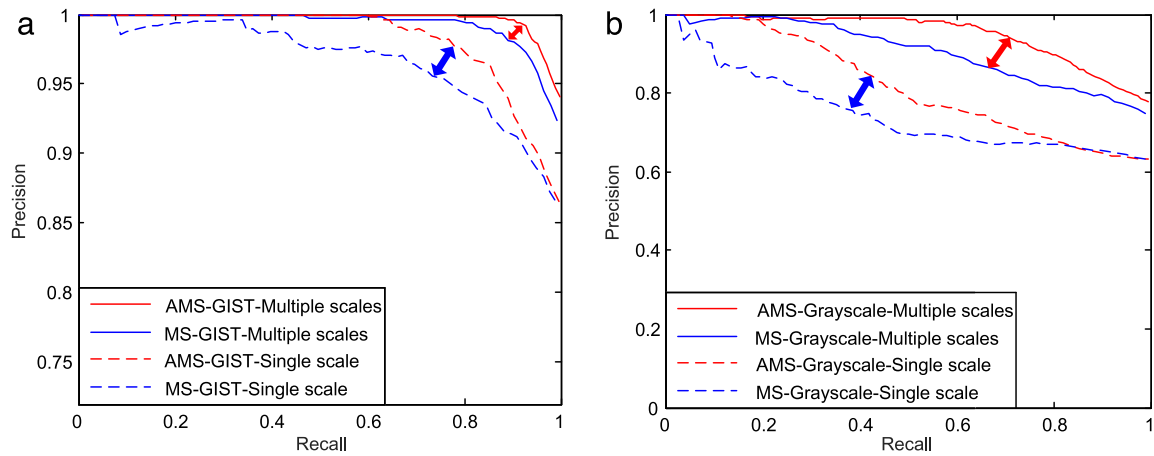 a
1
0.95
0.9
0.85
0.8
0.75
Precision
AMS-GIST-Multiple scales
MS-GIST-Multiple scales
AMS-GIST-Single scale
MS-GIST-Single scale
0 0.2 0.4 0.6 0.8 1
Recall
b
1
0.8
0.6
0.4
0.2
0
Precision
AMS-Grayscale-Multiple scales
MS-Grayscale-Multiple scales
AMS-Grayscale-Single scale
MS-Grayscale-Single scale
0.2 0.4 0.6 0.8 1
Recall